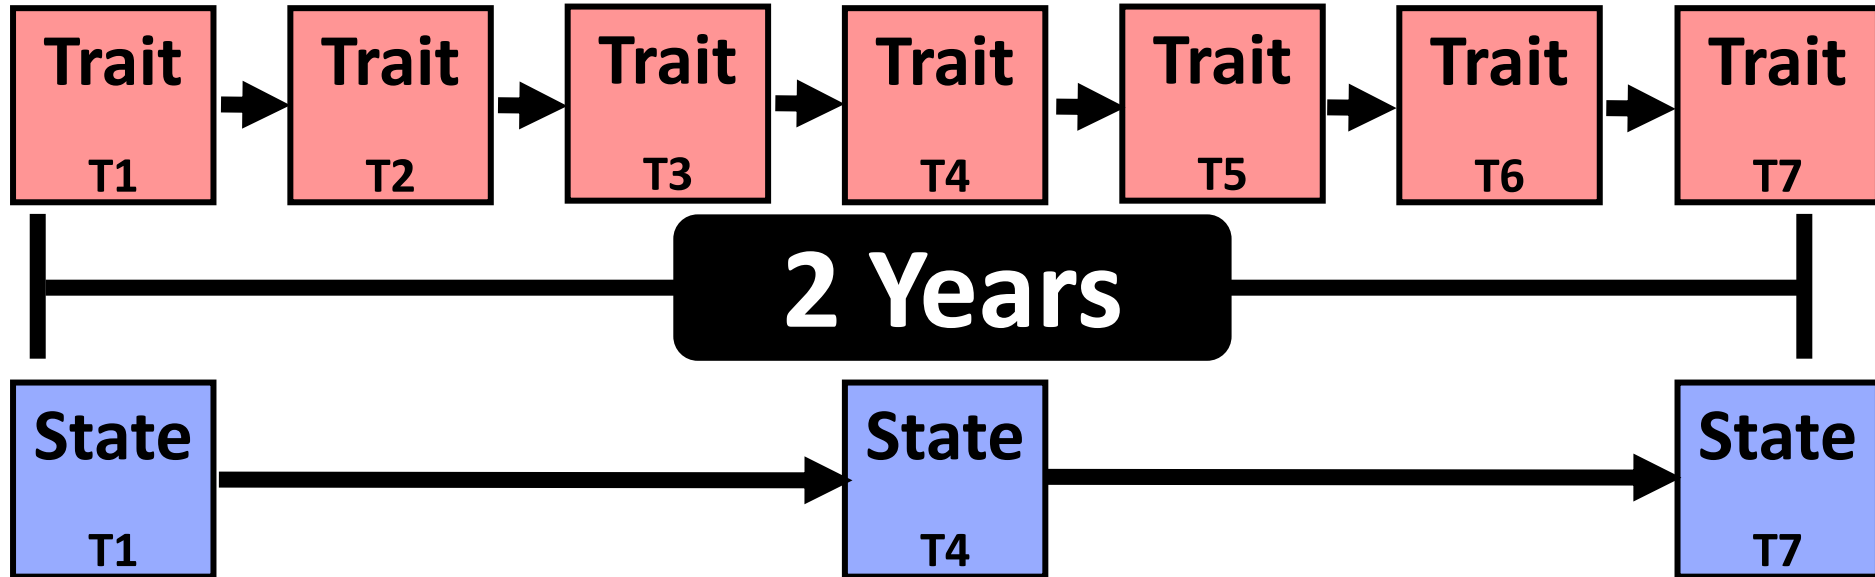 Trait Trait Trait Trait Trait Trait Trait
T1 T2 T3 T4 T5 T6 T7
2 Years
State State State
T1 T4 T7